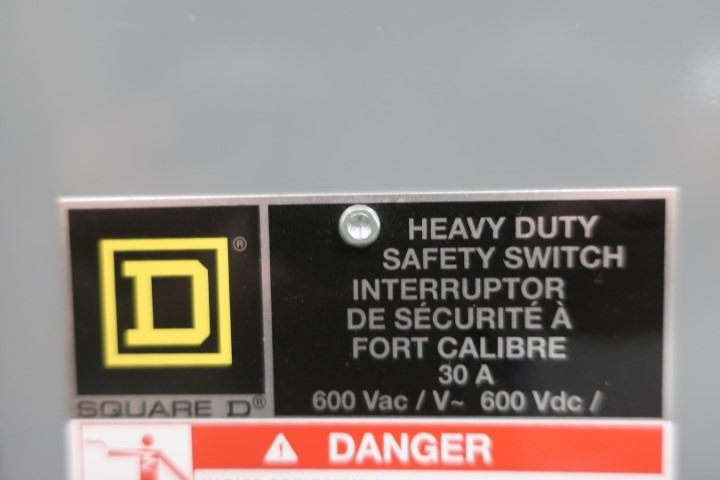 D®
SQUARE D®
HEAVY DUTY
SAFETY SWITCH
INTERRUPTOR
DE SÉCURITÉ À
FORT CALIBRE
30 A
600 Vac / V~ 600 Vdc /
⚠ DANGER